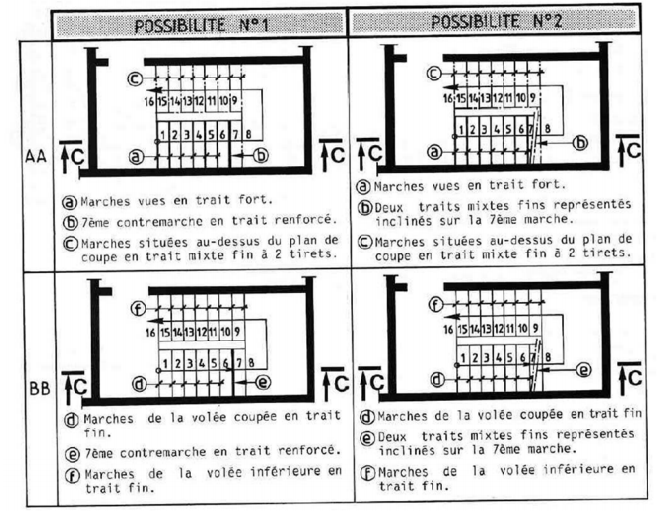 POSSIBILITE N°1
POSSIBILITE N°2
AA
c
16 15 14 13 12 11 10 9
1 2 3 4 5 6 7 8
a
b
C
C
a Marches vues en trait fort.
b 7ème contremarche en trait renforcé.
c Marches situées au-dessus du plan de
coupe en trait mixte fin à 2 tirets.
c
16 15 14 13 12 11 10 9
1 2 3 4 5 6 7 8
a
b
C
a Marches vues en trait fort.
b Deux traits mixtes fins représentés
inclinés sur la 7ème marche.
c Marches situées au-dessus du plan de
coupe en trait mixte fin à 2 tirets.
BB
f
16 15 14 13 12 11 10 9
1 2 3 4 5 6 7 8
d
e
C
C
d Marches de la volée coupée en trait
fin.
e 7ème contremarche en trait renforcé.
f Marches de la volée inférieure en
trait fin.
f
16 15 14 13 12 11 10 9
1 2 3 4 5 6 7 8
d
e
C
d Marches de la volée coupée en trait fin
e Deux traits mixtes fins représentés
inclinés sur la 7ème marche.
f Marches de la volée inférieure en
trait fin.